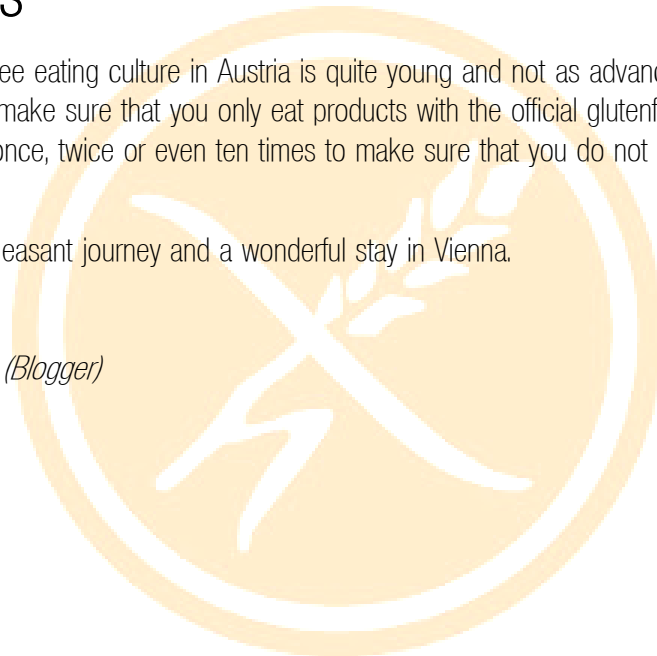 s
ee eating culture in Austria is quite young and not as advanc
make sure that you only eat products with the official glutenf
once, twice or even ten times to make sure that you do not
easant journey and a wonderful stay in Vienna.
(Blogger)